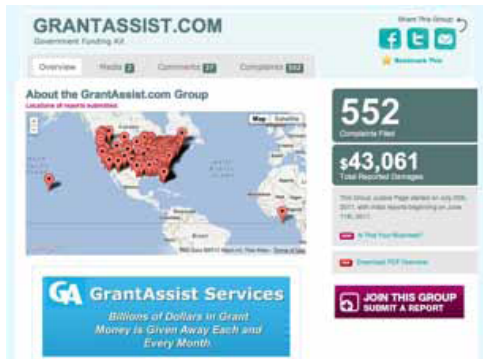 GRANTASSIST.COM
Government Funding Kit
Share This Group:
Bookmark This
Overview
Media 2
Comments 27
Complaints 552
About the GrantAssist.com Group
Locations of reports submitted
Map
Satellite
552
Complaints Filed
$43,061
Total Reported Damages
Is This Your Business?
Download PDF
GA GrantAssist Services
Billions of Dollars in Grant
Money is Given Away Each and
Every Month.
JOIN THIS GROUP
SUBMIT A REPORT